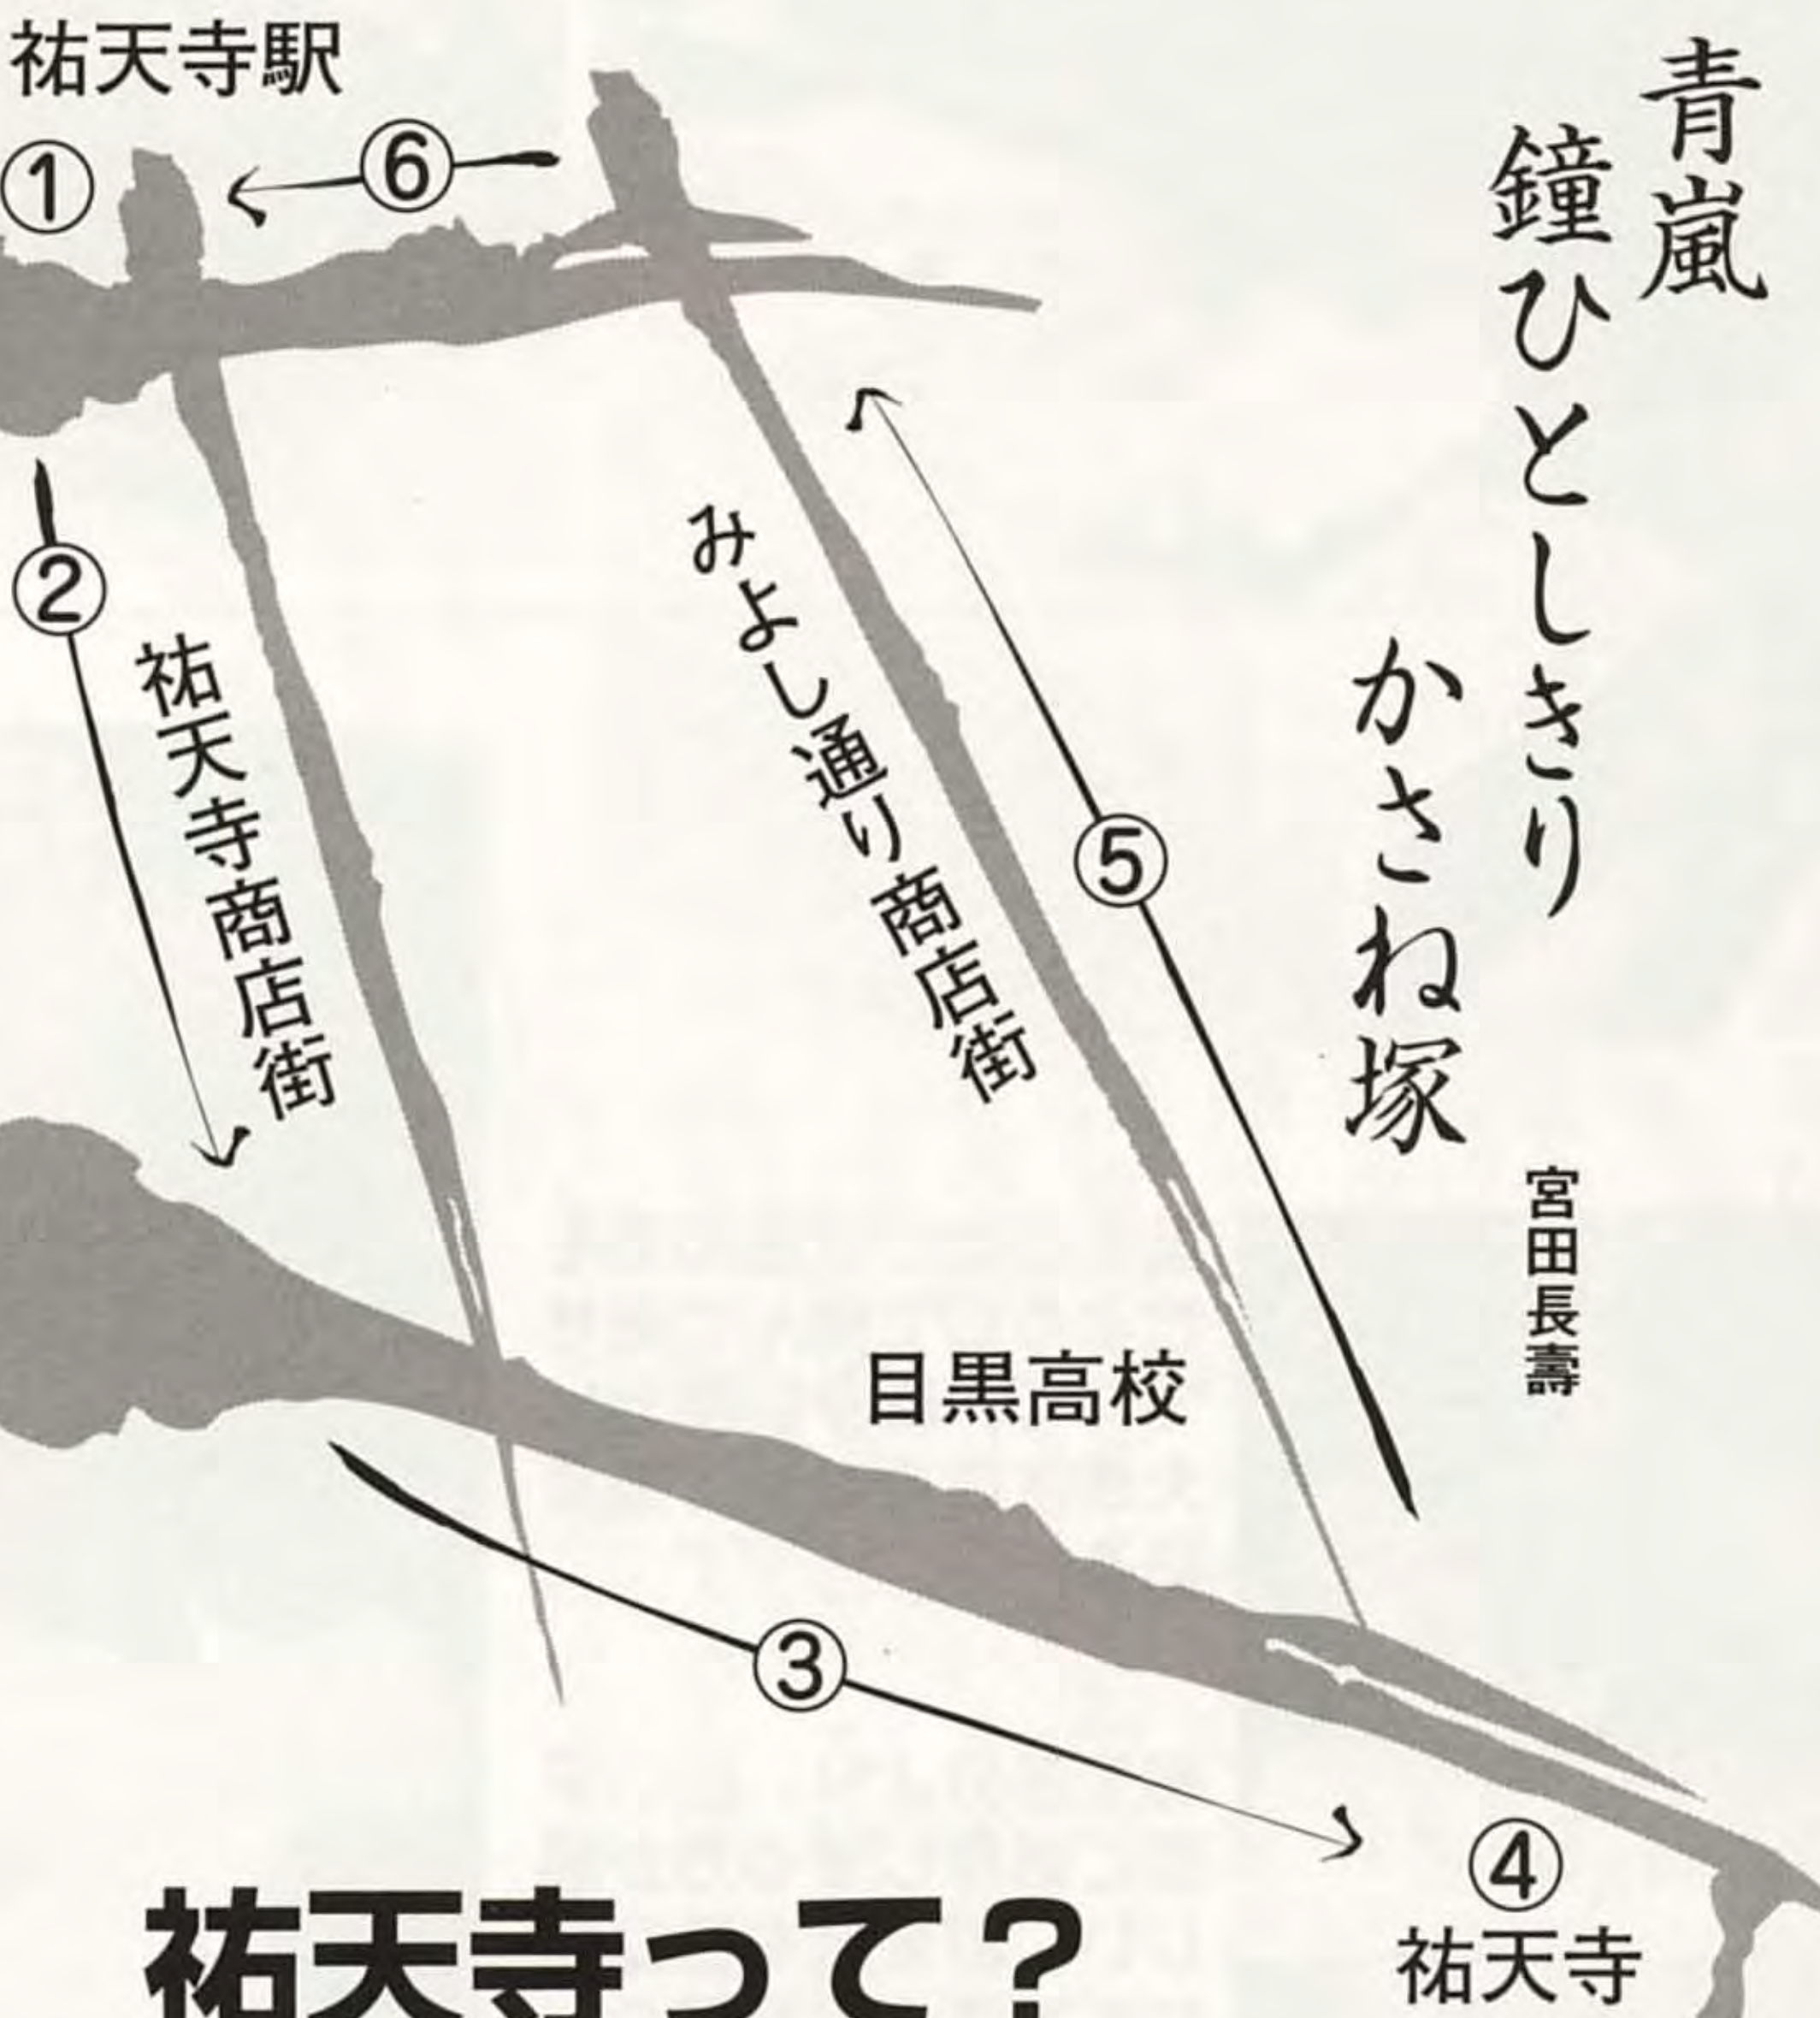 青嵐
鐘ひとしきり
かさね塚
宮田長壽
祐天寺駅
①
⑥
②
祐天寺商店街
みよし通り商店街
⑤
目黒高校
③
④
祐天寺
祐天寺って？